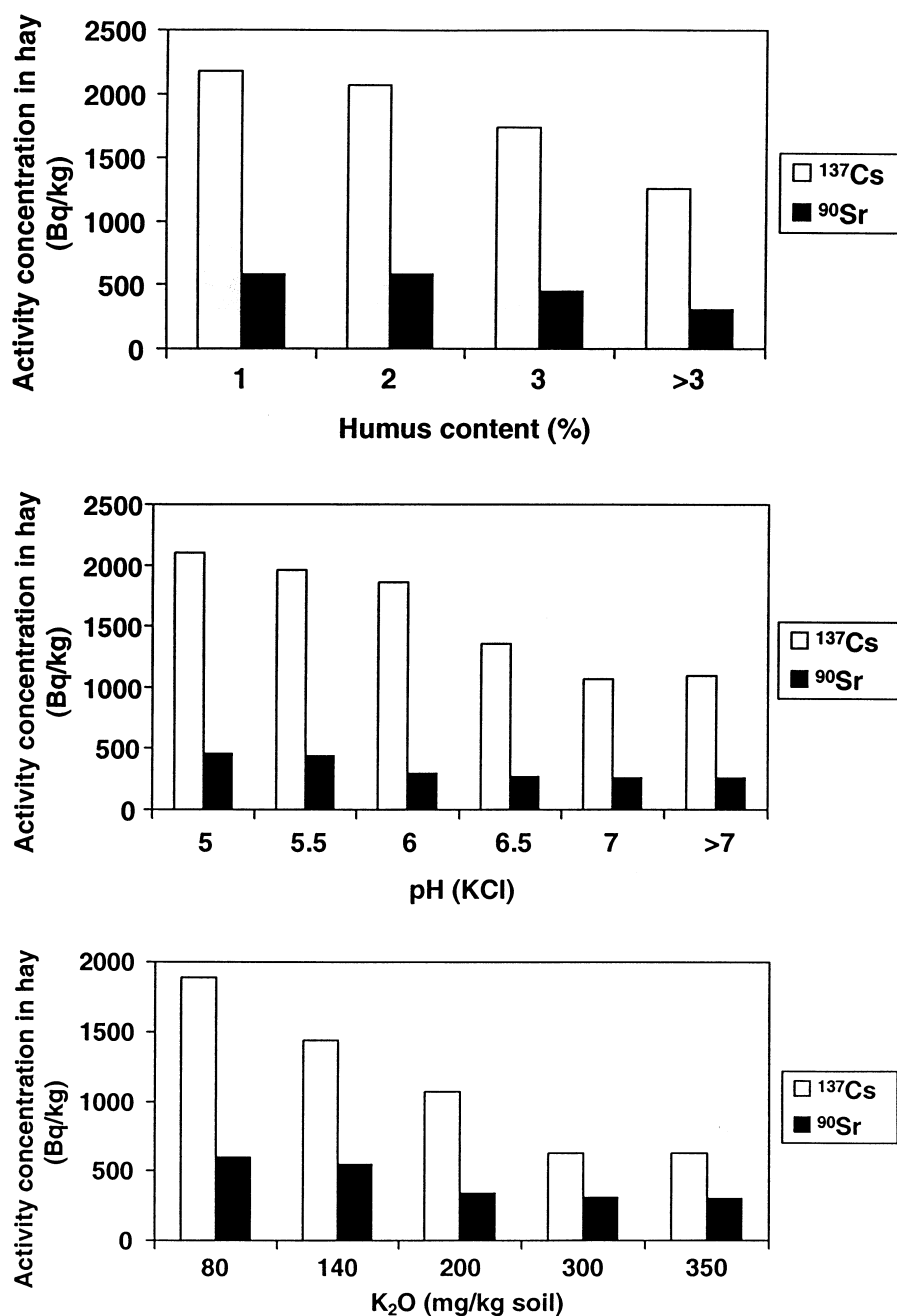 Activity concentration in hay
(Bq/kg)
2500
2000
1500
1000
500
0
1 2 3 >3
Humus content (%)
¹³⁷Cs
⁹⁰Sr
Activity concentration in hay
(Bq/kg)
2500
2000
1500
1000
500
0
5 5.5 6 6.5 7 >7
pH (KCl)
¹³⁷Cs
⁹⁰Sr
Activity concentration in hay
(Bq/kg)
2000
1500
1000
500
0
80 140 200 300 350
K₂O (mg/kg soil)
¹³⁷Cs
⁹⁰Sr